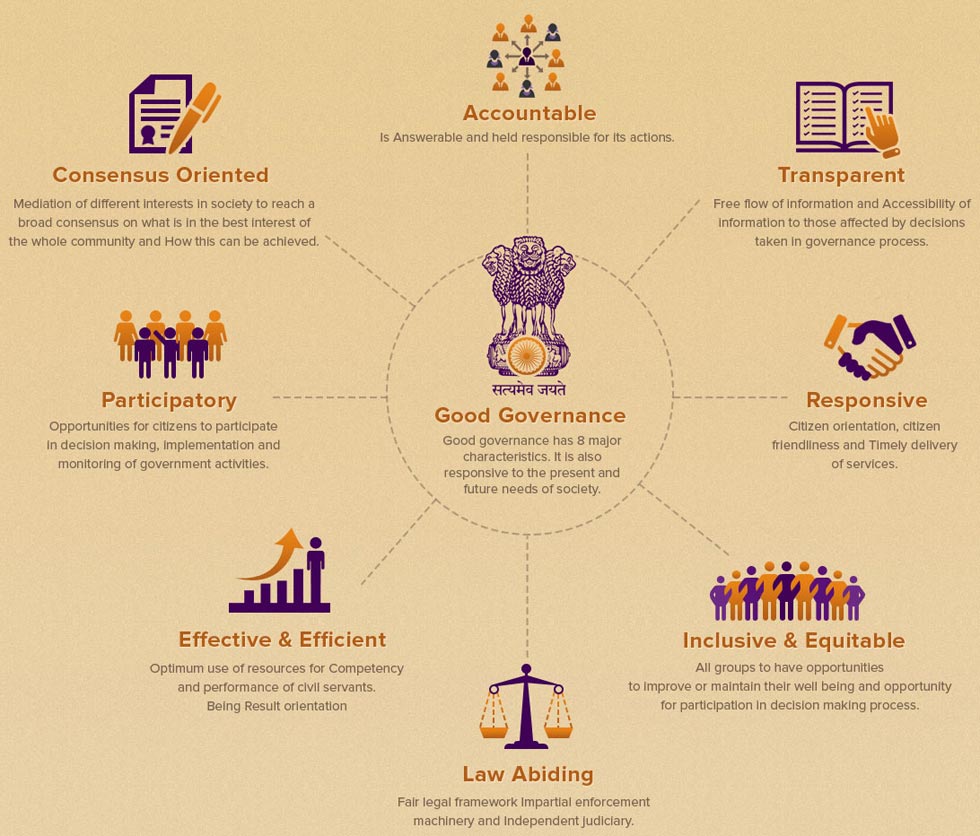 Accountable
Is Answerable and held responsible for its actions.
Consensus Oriented
Mediation of different interests in society to reach a
broad consensus on what is in the best interest of
the whole community and How this can be achieved.
Transparent
Free flow of information and Accessibility of
information to those affected by decisions
taken in governance process.
सत्यमेव जयते
Good Governance
Good governance has 8 major
characteristics. It is also
responsive to the present and
future needs of society.
Participatory
Opportunities for citizens to participate
in decision making, implementation and
monitoring of government activities.
Responsive
Citizen orientation, citizen
friendliness and Timely delivery
of services.
Effective & Efficient
Optimum use of resources for Competency
and performance of civil servants.
Being Result orientation
Inclusive & Equitable
All groups to have opportunities
to improve or maintain their well being and opportunity
for participation in decision making process.
Law Abiding
Fair legal framework Impartial enforcement
machinery and Independent judiciary.